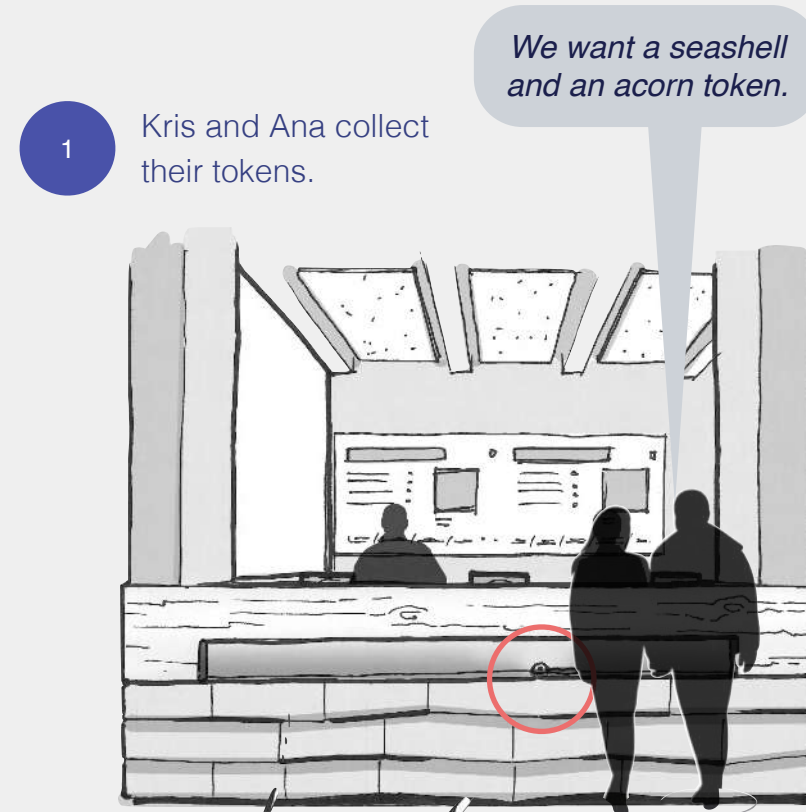 We want a seashell
and an acorn token.
1
Kris and Ana collect
their tokens.